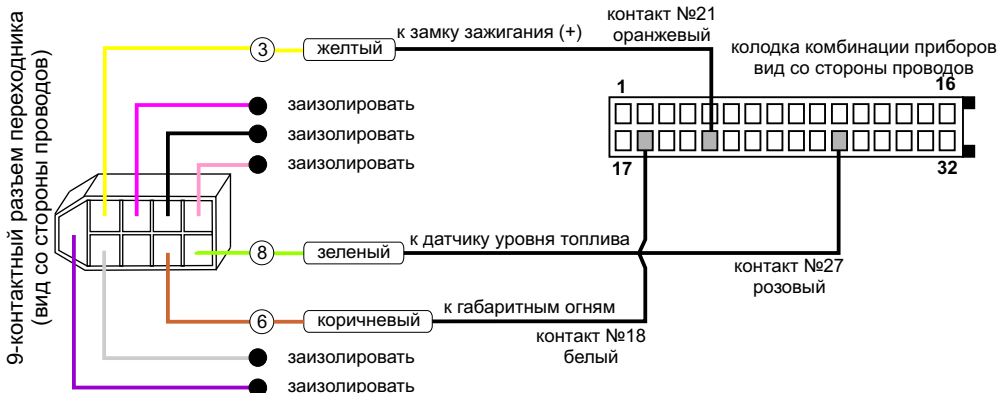 9-контактный разъем переходника
(вид со стороны проводов)
3
желтый
к замку зажигания (+)
контакт №21
оранжевый
колодка комбинации приборов
вид со стороны проводов
1
16
17
32
заизолировать
заизолировать
заизолировать
8
зеленый
к датчику уровня топлива
контакт №27
розовый
6
коричневый
к габаритным огням
контакт №18
белый
заизолировать
заизолировать